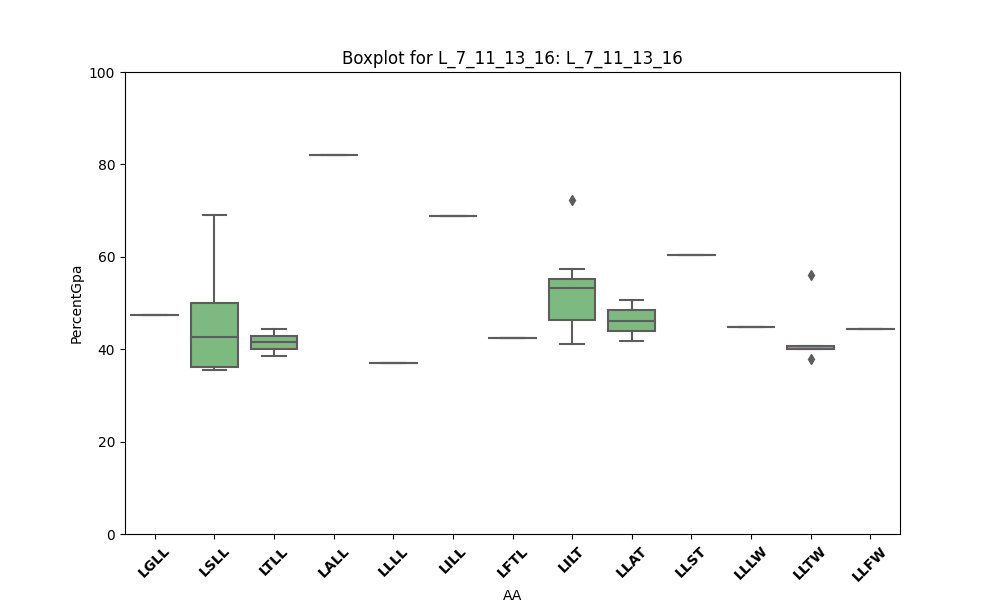 Boxplot for L_7_11_13_16: L_7_11_13_16
100
80
60
40
20
0
PercentGpa
LGLL LSLL LTLL LALL LLLL LILL LFTL LILT LLAT LLST LLLW LLTW LLFW
AA